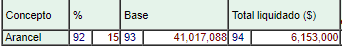 Concepto % Base Total liquidado ($)
Arancel 92 15 93 41,017,088 94 6,153,000